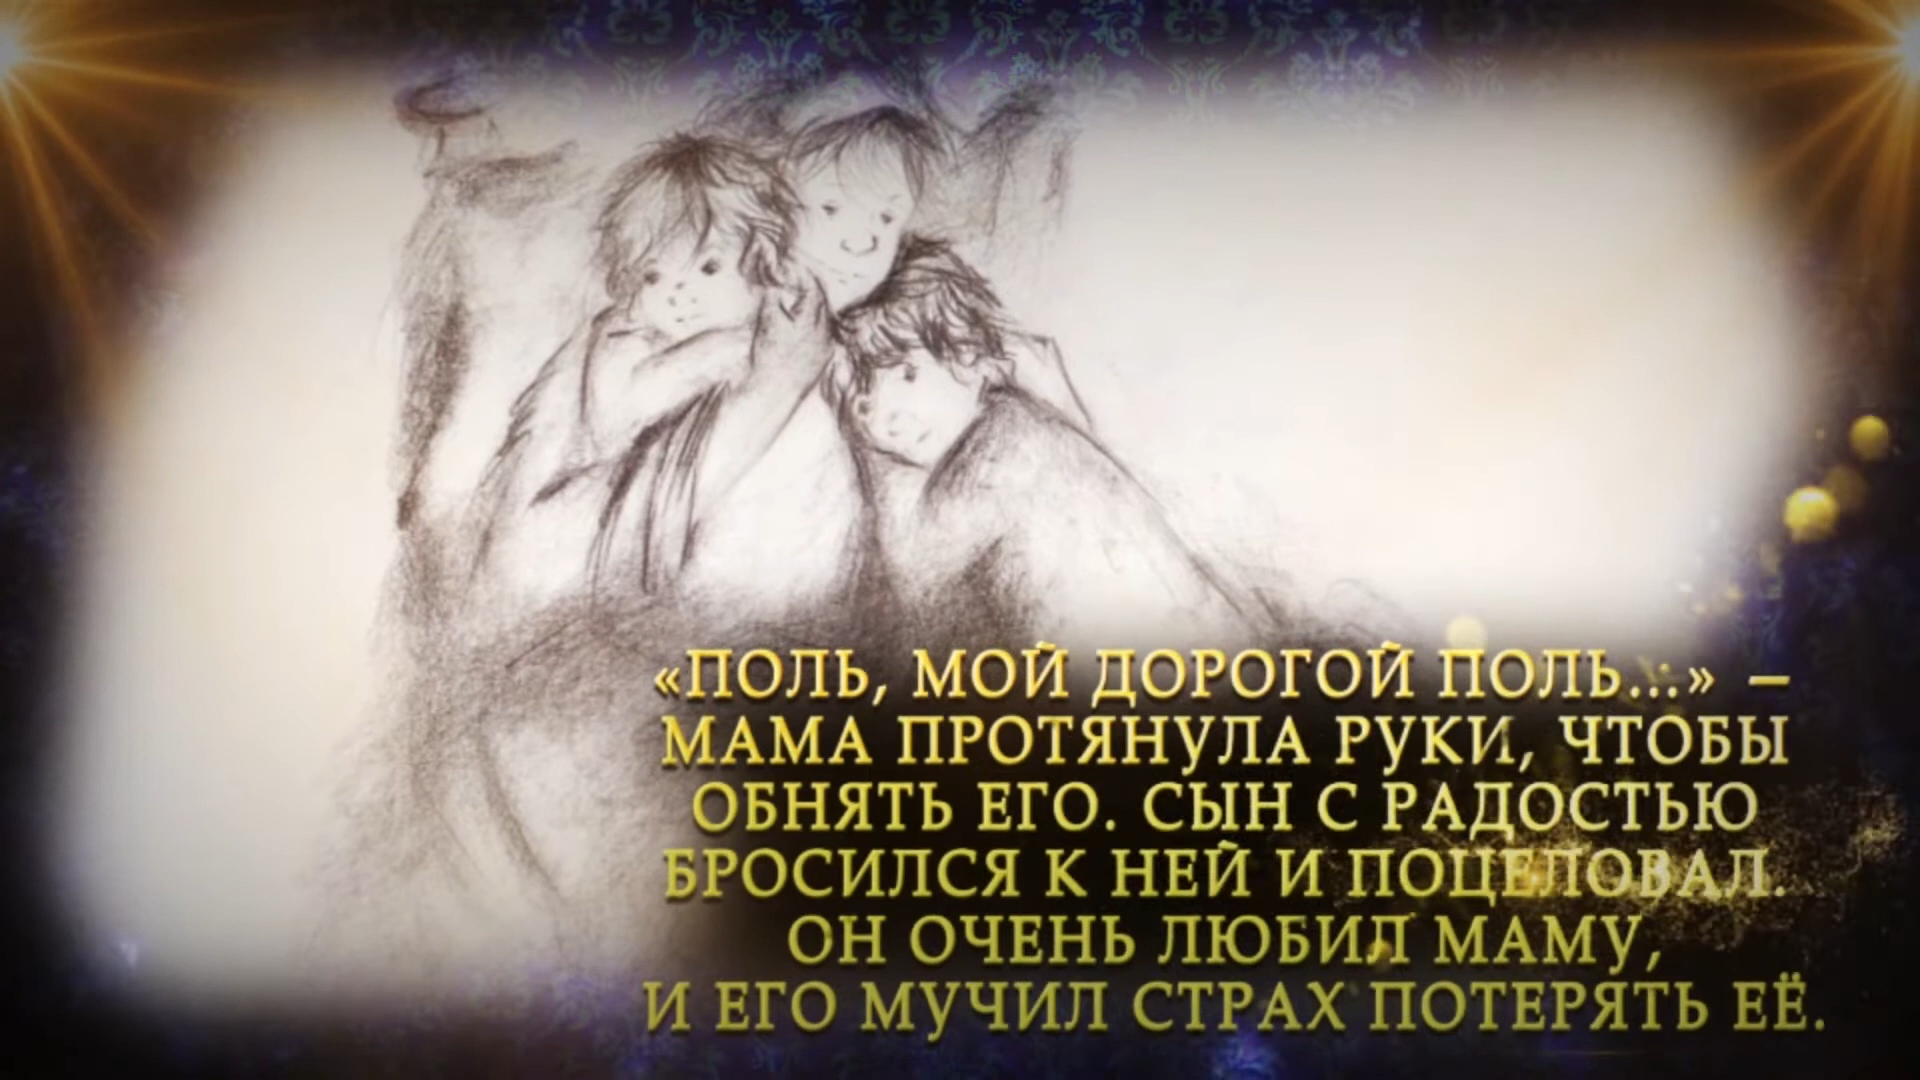 «ПОЛЬ, МОЙ ДОРОГОЙ ПОЛЬ...» –
МАМА ПРОТЯНУЛА РУКИ, ЧТОБЫ
ОБНЯТЬ ЕГО. СЫН С РАДОСТЬЮ
БРОСИЛСЯ К НЕЙ И ПОЦЕЛОВАЛ.
ОН ОЧЕНЬ ЛЮБИЛ МАМУ,
И ЕГО МУЧИЛ СТРАХ ПОТЕРЯТЬ ЕЁ.